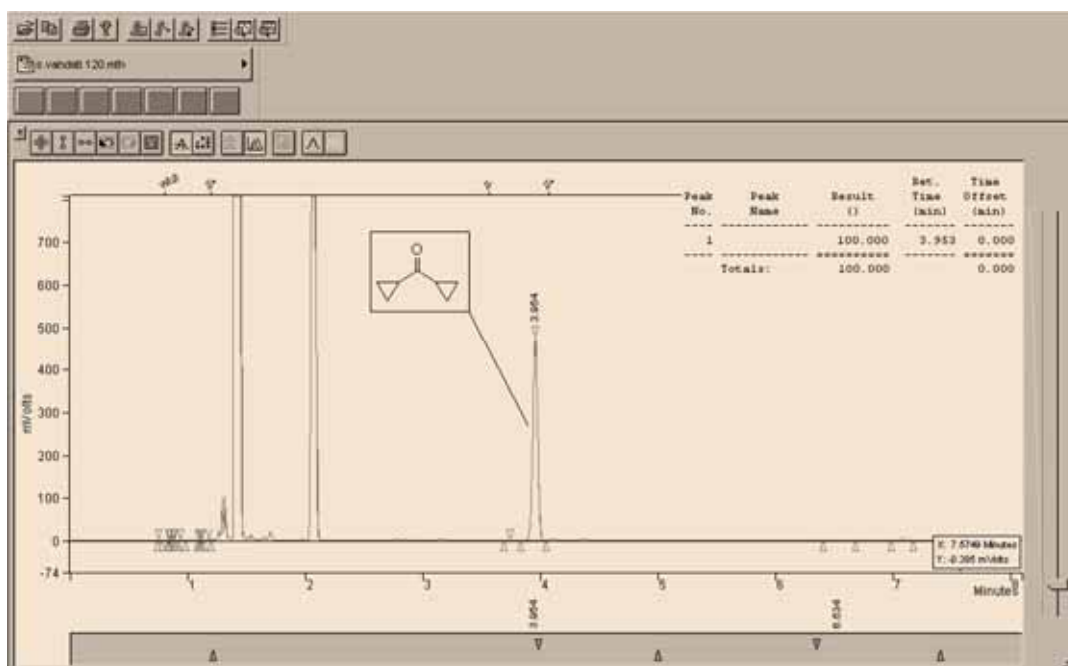 Ret. Time
Peak Peak Result Time Offset
No. Name () (min) (min)
1 100.000 3.953 0.000
Totals: 100.000 0.000
700
600
500
400
300
200
100
0
-74
mVolts
O
3.954
X: 7.5749 Minutes
Y: -0.395 mVolts
1 2 3 4 5 6 7 8
Minutes
3.954
6.634